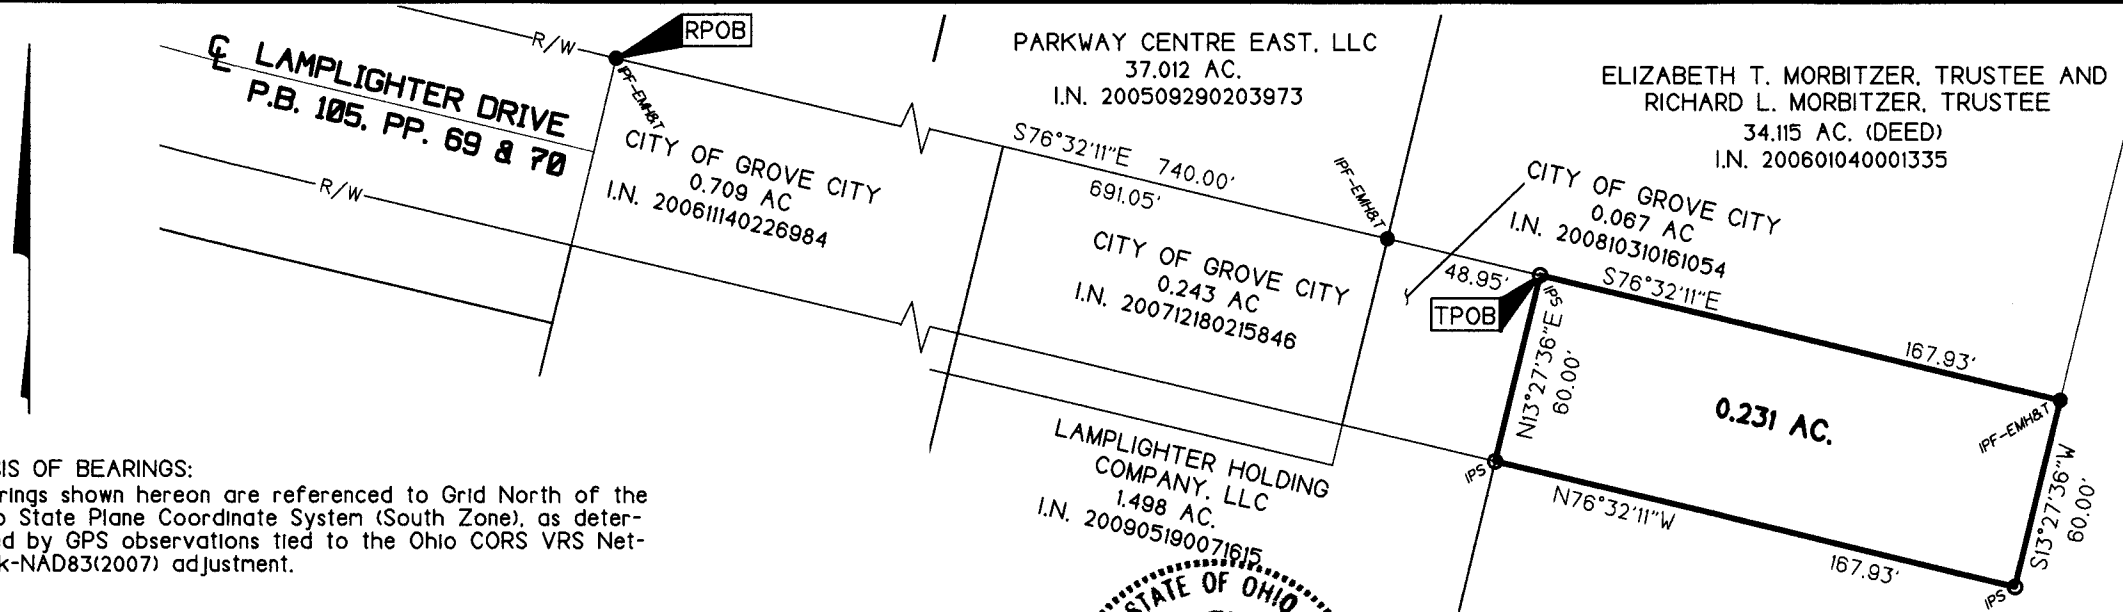 RPOB
R/W
℄ LAMPLIGHTER DRIVE
P.B. 105, PP. 69 & 70
R/W
IPF-EMH&T
CITY OF GROVE CITY
0.709 AC
I.N. 200611140226984
PARKWAY CENTRE EAST, LLC
37.012 AC.
I.N. 200509290203973
S76°32'11"E 740.00'
691.05'
IPF-EMH&T
CITY OF GROVE CITY
0.243 AC
I.N. 200712180215846
ELIZABETH T. MORBITZER, TRUSTEE AND
RICHARD L. MORBITZER, TRUSTEE
34.115 AC. (DEED)
I.N. 200601040001335
CITY OF GROVE CITY
0.067 AC
I.N. 200810310161054
48.95'
TPOB
IPS
S76°32'11"E
167.93'
N13°27'36"E
60.00'
0.231 AC.
IPF-EMH&T
S13°27'36"W
60.00'
IPS
N76°32'11"W
167.93'
IPS
LAMPLIGHTER HOLDING
COMPANY, LLC
1.498 AC.
I.N. 200905190071615
IS OF BEARINGS:
rings shown hereon are referenced to Grid North of the
o State Plane Coordinate System (South Zone), as deter-
ed by GPS observations tied to the Ohio CORS VRS Net-
k-NAD83(2007) adjustment.
STATE OF OHIO